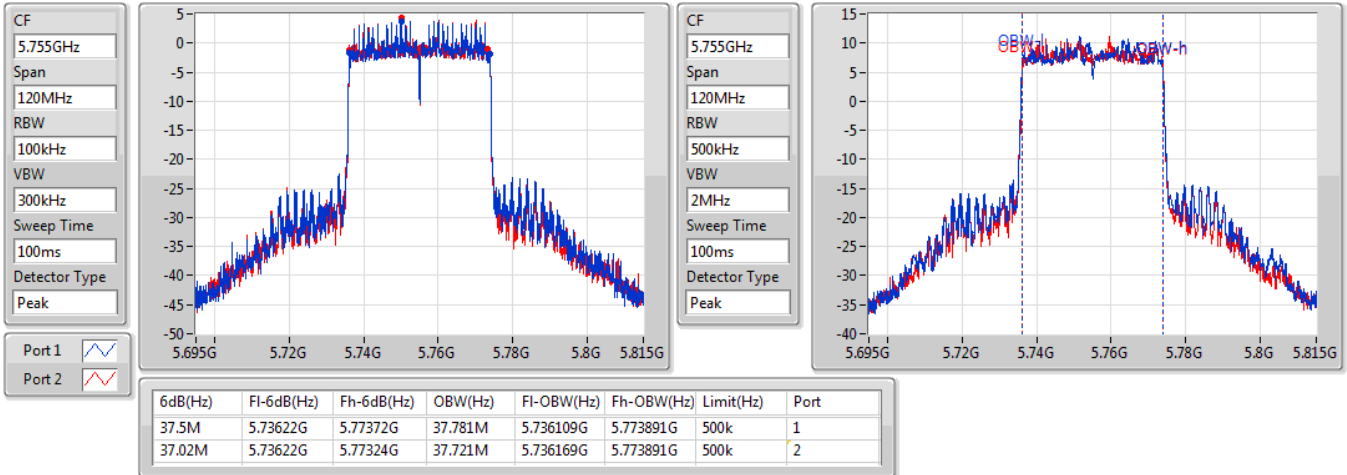 CF
5.755GHz
Span
120MHz
RBW
100kHz
VBW
300kHz
Sweep Time
100ms
Detector Type
Peak
5
0
-5
-10
-15
-20
-25
-30
-35
-40
-45
-50
5.695G 5.72G 5.74G 5.76G 5.78G 5.8G 5.815G
CF
5.755GHz
Span
120MHz
RBW
500kHz
VBW
2MHz
Sweep Time
100ms
Detector Type
Peak
15
10
5
0
-5
-10
-15
-20
-25
-30
-35
-40
OBW-h
5.695G 5.72G 5.74G 5.76G 5.78G 5.8G 5.815G
Port 1
Port 2
6dB(Hz) Fl-6dB(Hz) Fh-6dB(Hz) OBW(Hz) Fl-OBW(Hz) Fh-OBW(Hz) Limit(Hz) Port
37.5M 5.73622G 5.77372G 37.781M 5.736109G 5.773891G 500k 1
37.02M 5.73622G 5.77324G 37.721M 5.736169G 5.773891G 500k 2